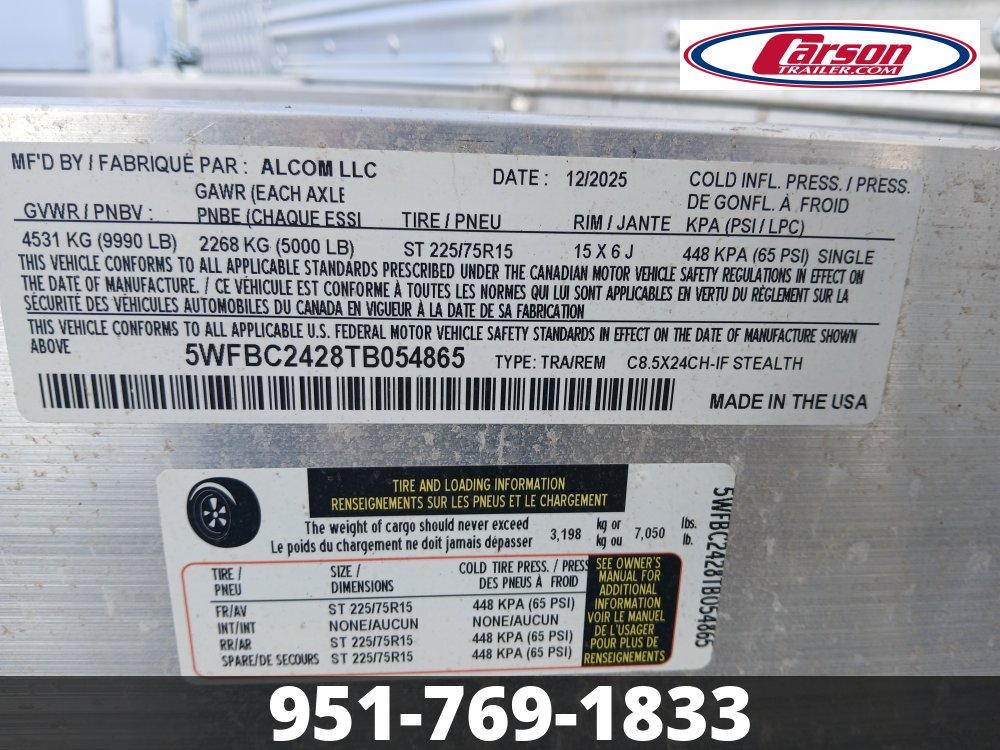 Carson
TRAILER.COM
MF'D BY / FABRIQUÉ PAR : ALCOM LLC DATE : 12/2025 COLD INFL. PRESS. / PRESS.
GAWR (EACH AXLE DE GONFL. À FROID
GVWR / PNBV : PNBE (CHAQUE ESSI TIRE / PNEU RIM / JANTE KPA (PSI / LPC)
4531 KG (9990 LB) 2268 KG (5000 LB) ST 225/75R15 15 X 6 J 448 KPA (65 PSI) SINGLE
THIS VEHICLE CONFORMS TO ALL APPLICABLE STANDARDS PRESCRIBED UNDER THE CANADIAN MOTOR VEHICLE SAFETY REGULATIONS IN EFFECT ON
THE DATE OF MANUFACTURE. / CE VÉHICULE EST CONFORME À TOUTES LES NORMES QUI LUI SONT APPLICABLES EN VERTU DU RÈGLEMENT SUR LA
SÉCURITÉ DES VÉHICULES AUTOMOBILES DU CANADA EN VIGUEUR À LA DATE DE SA FABRICATION
THIS VEHICLE CONFORMS TO ALL APPLICABLE U.S. FEDERAL MOTOR VEHICLE SAFETY STANDARDS IN EFFECT ON THE DATE OF MANUFACTURE SHOWN
ABOVE 5WFBC2428TB054865 TYPE: TRA/REM C8.5X24CH-IF STEALTH
MADE IN THE USA
TIRE AND LOADING INFORMATION
RENSEIGNEMENTS SUR LES PNEUS ET LE CHARGEMENT
The weight of cargo should never exceed 3,198 kg or 7,050 lbs.
Le poids du chargement ne doit jamais dépasser kg ou lb.
TIRE / SIZE / COLD TIRE PRESS. / PRESS
PNEU DIMENSIONS DES PNEUS À FROID
FR/AV ST 225/75R15 448 KPA (65 PSI)
INT/INT NONE/AUCUN NONE/AUCUN
RR/AR ST 225/75R15 448 KPA (65 PSI)
SPARE/DE SECOURS ST 225/75R15 448 KPA (65 PSI)
SEE OWNER'S
MANUAL FOR
ADDITIONAL
INFORMATION
VOIR LE MANUEL
DE L'USAGER
POUR PLUS DE
RENSEIGNEMENTS
5WFBC2428TB054865
951-769-1833